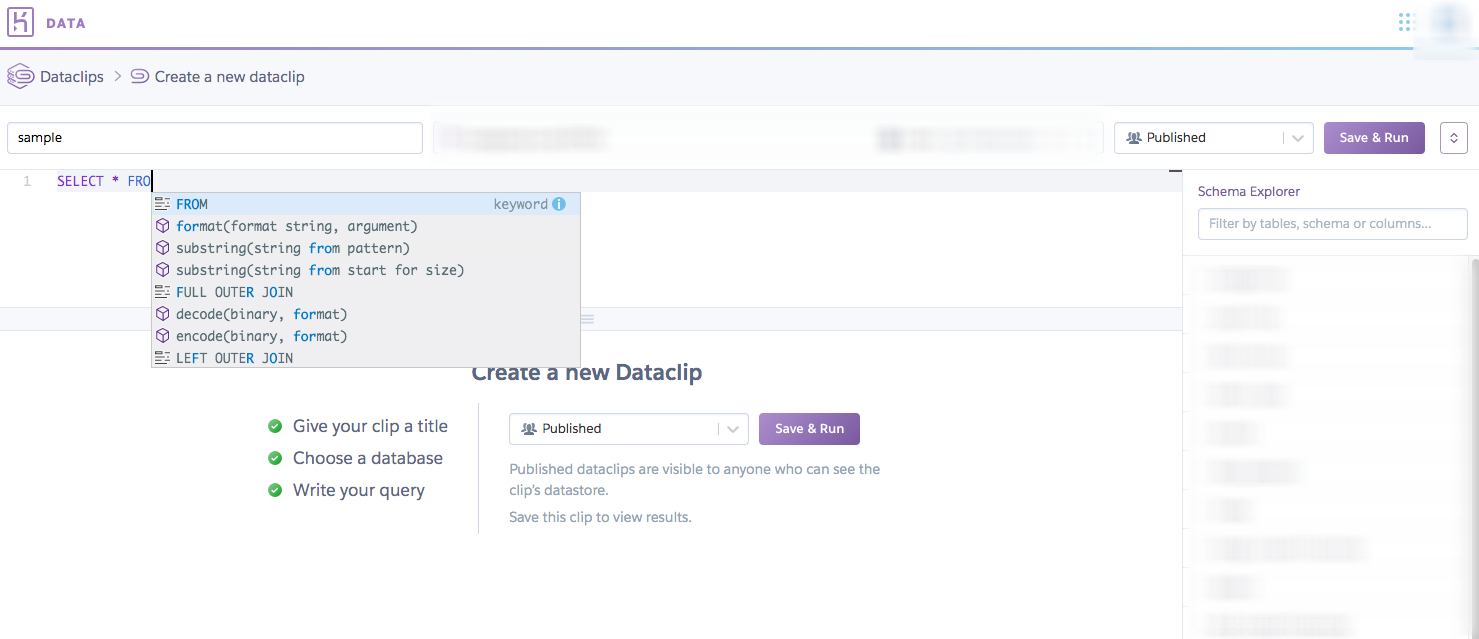 DATA
Dataclips > Create a new dataclip
sample
Published
Save & Run
1 SELECT * FRO
FROM keyword
format(format string, argument)
substring(string from pattern)
substring(string from start for size)
FULL OUTER JOIN
decode(binary, format)
encode(binary, format)
LEFT OUTER JOIN
Schema Explorer
Filter by tables, schema or columns...
Create a new Dataclip
Give your clip a title
Choose a database
Write your query
Published
Save & Run
Published dataclips are visible to anyone who can see the
clip's datastore.
Save this clip to view results.